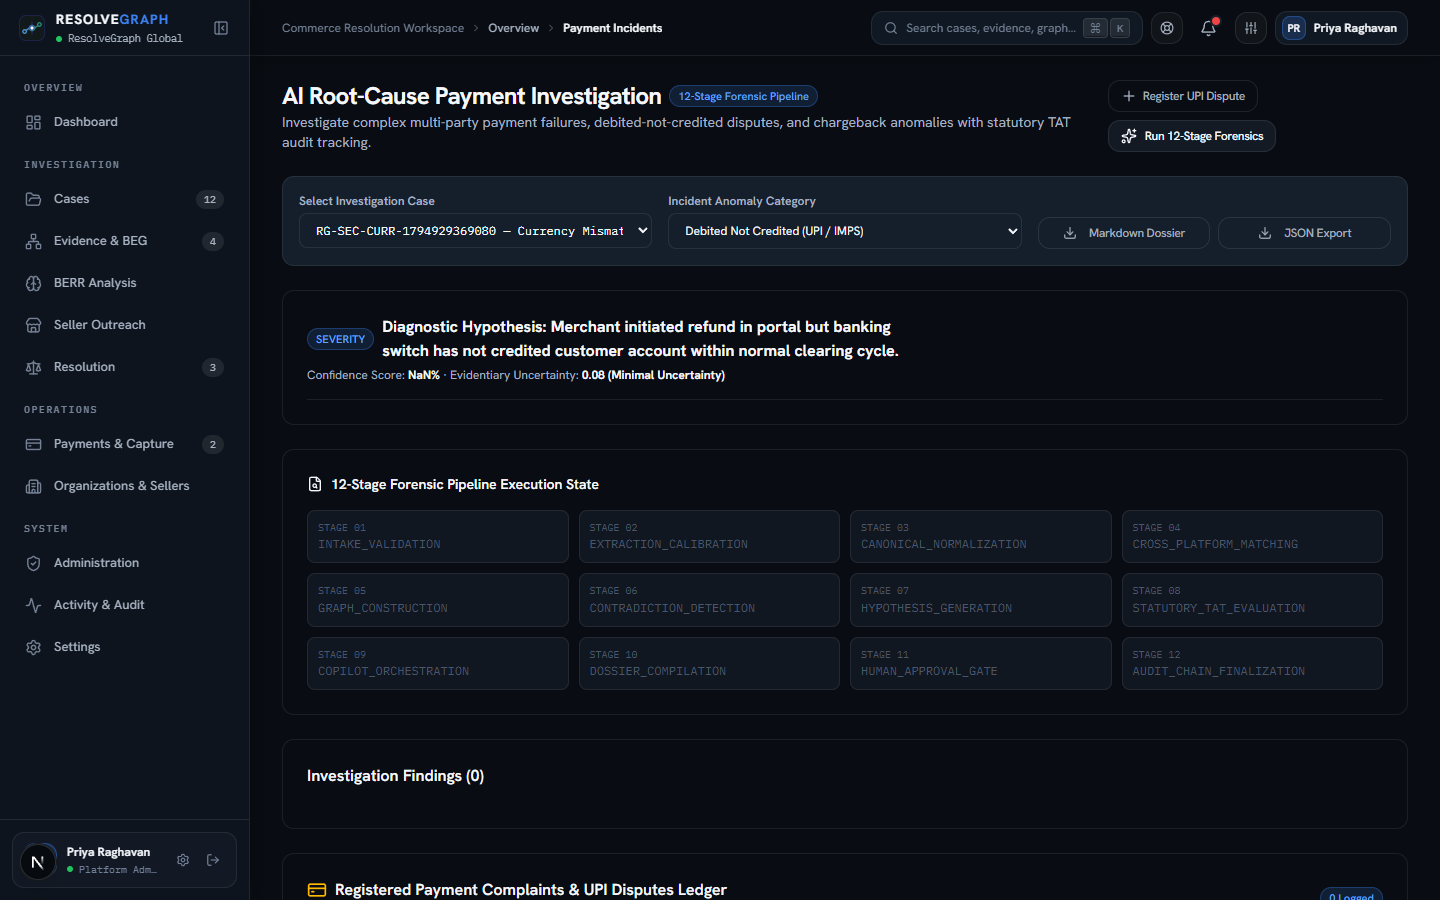 RESOLVEGRAPH
ResolveGraph Global
OVERVIEW
Dashboard
INVESTIGATION
Cases 12
Evidence & BEG 4
BERR Analysis
Seller Outreach
Resolution 3
OPERATIONS
Payments & Capture 2
Organizations & Sellers
SYSTEM
Administration
Activity & Audit
Settings
N
Priya Raghavan
Platform Adm…
Commerce Resolution Workspace > Overview > Payment Incidents
Search cases, evidence, graph... ⌘ K
PR Priya Raghavan
AI Root-Cause Payment Investigation 12-Stage Forensic Pipeline
Investigate complex multi-party payment failures, debited-not-credited disputes, and chargeback anomalies with statutory TAT
audit tracking.
Register UPI Dispute
Run 12-Stage Forensics
Select Investigation Case
RG-SEC-CURR-1794929369080 — Currency Mismat
Incident Anomaly Category
Debited Not Credited (UPI / IMPS)
Markdown Dossier
JSON Export
SEVERITY
Diagnostic Hypothesis: Merchant initiated refund in portal but banking
switch has not credited customer account within normal clearing cycle.
Confidence Score: NaN% · Evidentiary Uncertainty: 0.08 (Minimal Uncertainty)
12-Stage Forensic Pipeline Execution State
STAGE 01
INTAKE_VALIDATION
STAGE 02
EXTRACTION_CALIBRATION
STAGE 03
CANONICAL_NORMALIZATION
STAGE 04
CROSS_PLATFORM_MATCHING
STAGE 05
GRAPH_CONSTRUCTION
STAGE 06
CONTRADICTION_DETECTION
STAGE 07
HYPOTHESIS_GENERATION
STAGE 08
STATUTORY_TAT_EVALUATION
STAGE 09
COPILOT_ORCHESTRATION
STAGE 10
DOSSIER_COMPILATION
STAGE 11
HUMAN_APPROVAL_GATE
STAGE 12
AUDIT_CHAIN_FINALIZATION
Investigation Findings (0)
Registered Payment Complaints & UPI Disputes Ledger
0 Logged